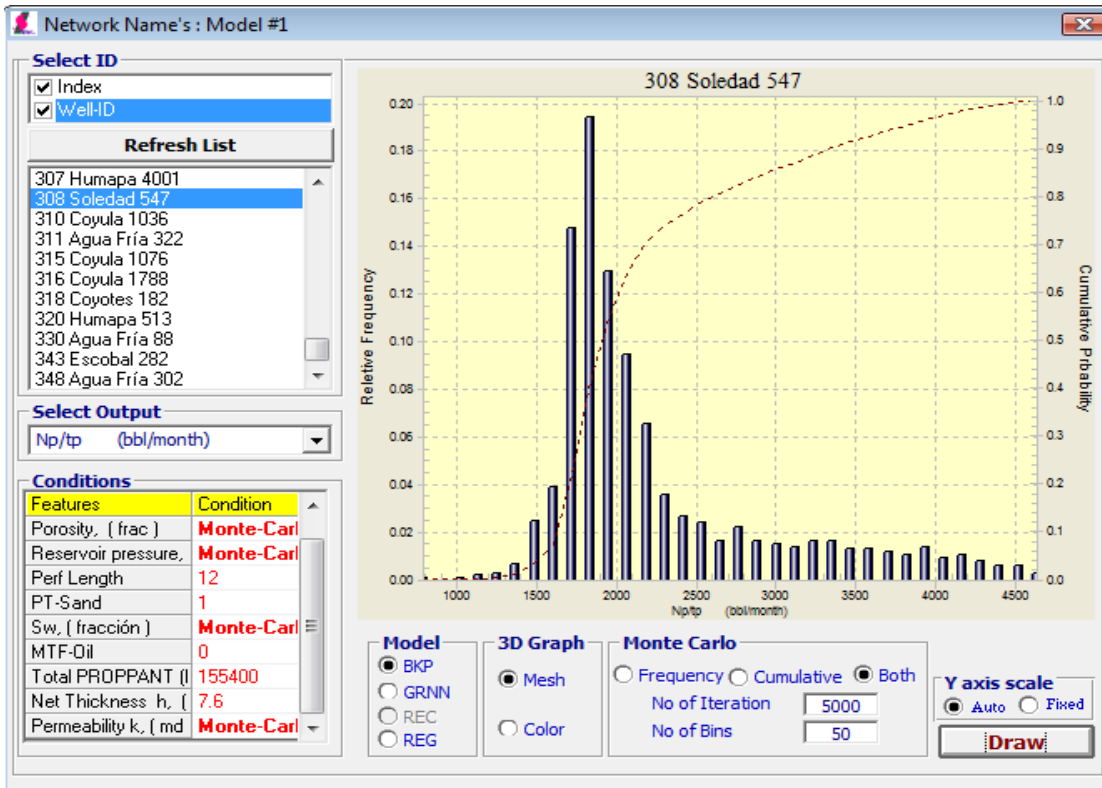 Network Name's : Model #1
Select ID
Index
Well-ID
Refresh List
307 Humapa 4001
308 Soledad 547
310 Coyula 1036
311 Agua Fría 322
315 Coyula 1076
316 Coyula 1788
318 Coyotes 182
320 Humapa 513
330 Agua Fría 88
343 Escobal 282
348 Agua Fría 302
Select Output
Np/tp (bbl/month)
Conditions
Features Condition
Porosity, ( frac ) Monte-Carl
Reservoir pressure, Monte-Carl
Perf Length 12
PT-Sand 1
Sw, ( fracción ) Monte-Carl
MTF-Oil 0
Total PROPPANT (l 155400
Net Thickness h, ( 7.6
Permeability k, ( md Monte-Carl
308 Soledad 547
Reletive Frequency
0.20
0.18
0.16
0.14
0.12
0.10
0.08
0.06
0.04
0.02
0.00
1000 1500 2000 2500 3000 3500 4000 4500
Np/tp (bbl/month)
1.0
0.9
0.8
0.7
0.6
0.5
0.4
0.3
0.2
0.1
0.0
Cumulative Prbability
Model
BKP
GRNN
REC
REG
3D Graph
Mesh
Color
Monte Carlo
Frequency Cumulative Both
No of Iteration 5000
No of Bins 50
Y axis scale
Auto Fixed
Draw